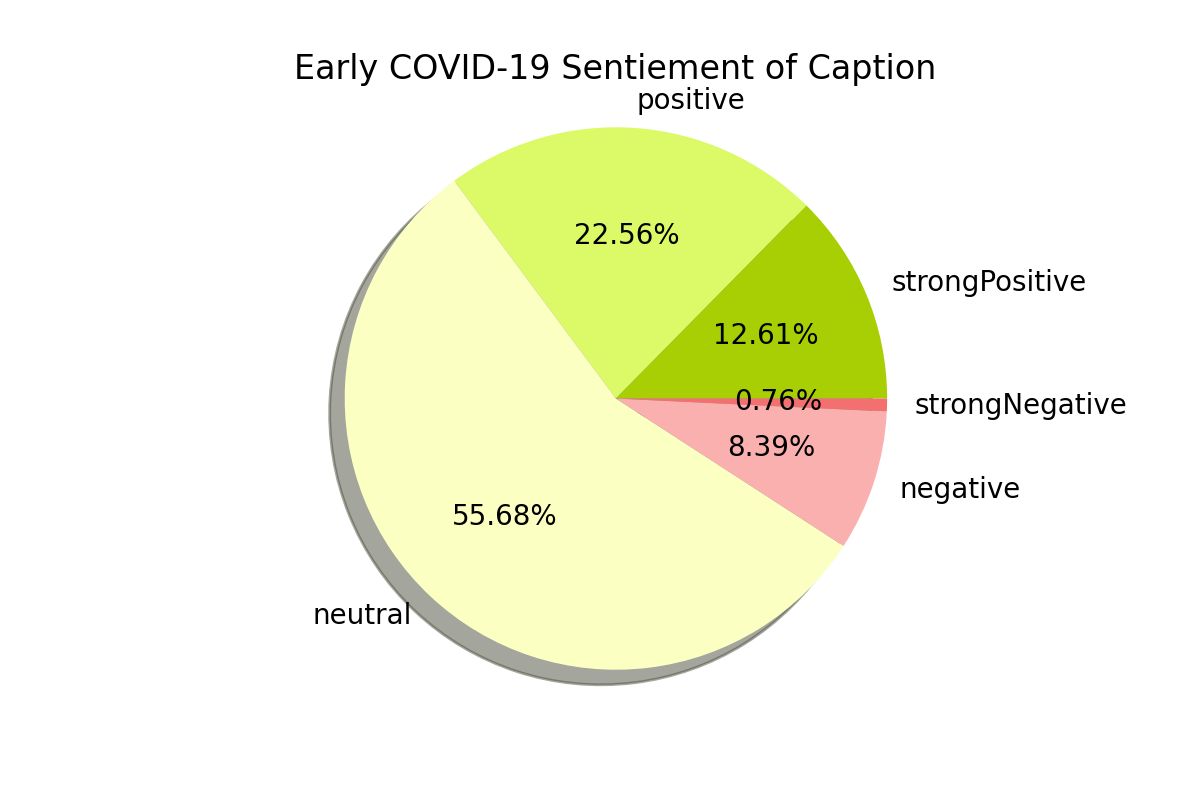 Early COVID-19 Sentiement of Caption
positive
22.56%
strongPositive
12.61%
0.76%
strongNegative
8.39%
negative
55.68%
neutral